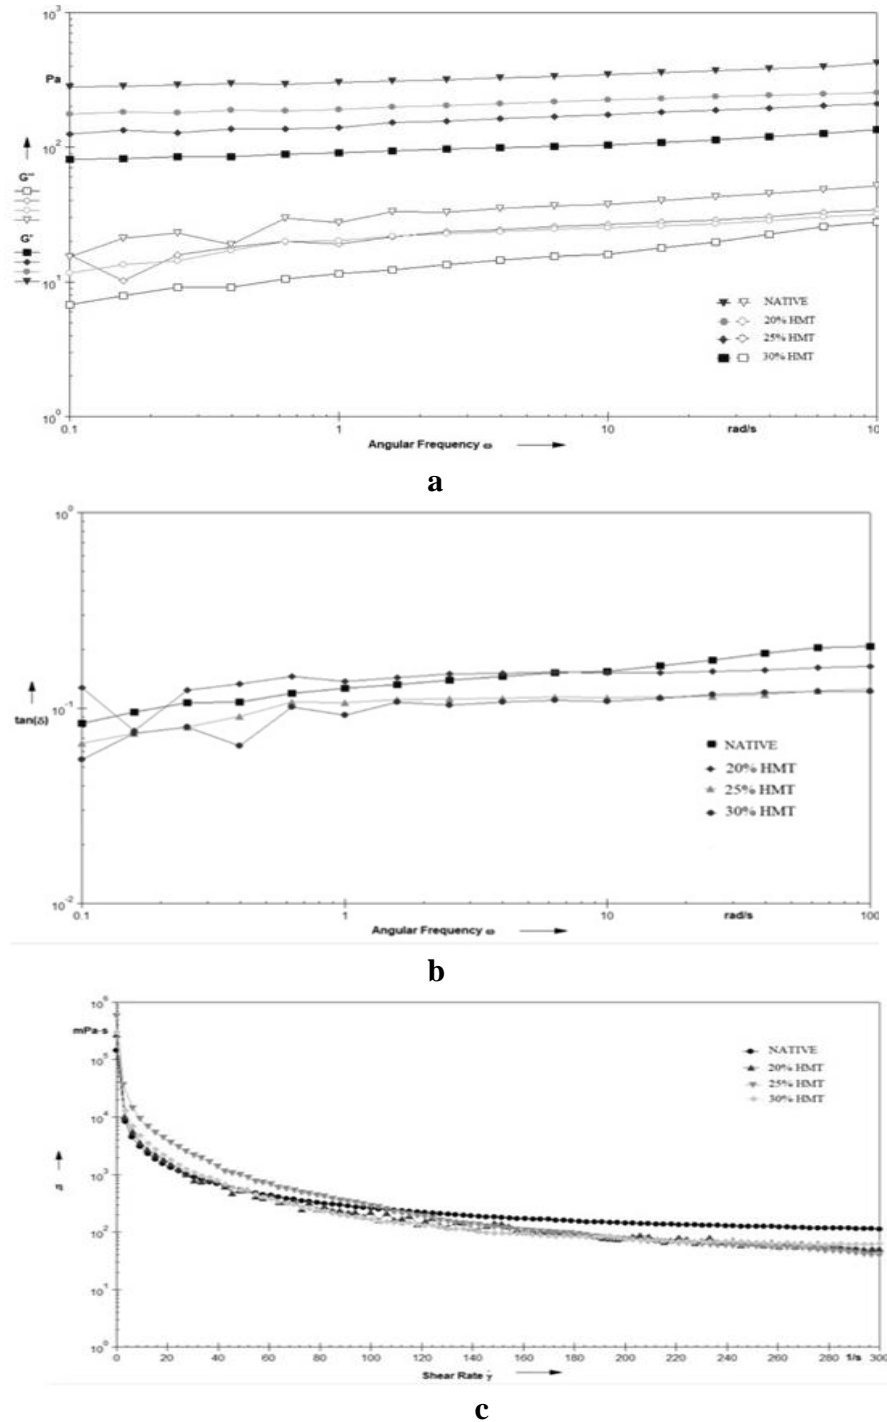 10³
Pa
G''
10²
G'
10¹
NATIVE
20% HMT
25% HMT
30% HMT
10⁰
0.1 1 10 rad/s 10
Angular Frequency ω
a
10⁰
tan(δ)
10⁻¹
NATIVE
20% HMT
25% HMT
30% HMT
10⁻²
0.1 1 10 rad/s 100
Angular Frequency ω
b
10⁶
mPa·s
NATIVE
10⁵
20% HMT
25% HMT
30% HMT
10⁴
η
10³
10²
10¹
10⁰
0 20 40 60 80 100 120 140 160 180 200 220 240 260 1/s 300
Shear Rate γ̇
c